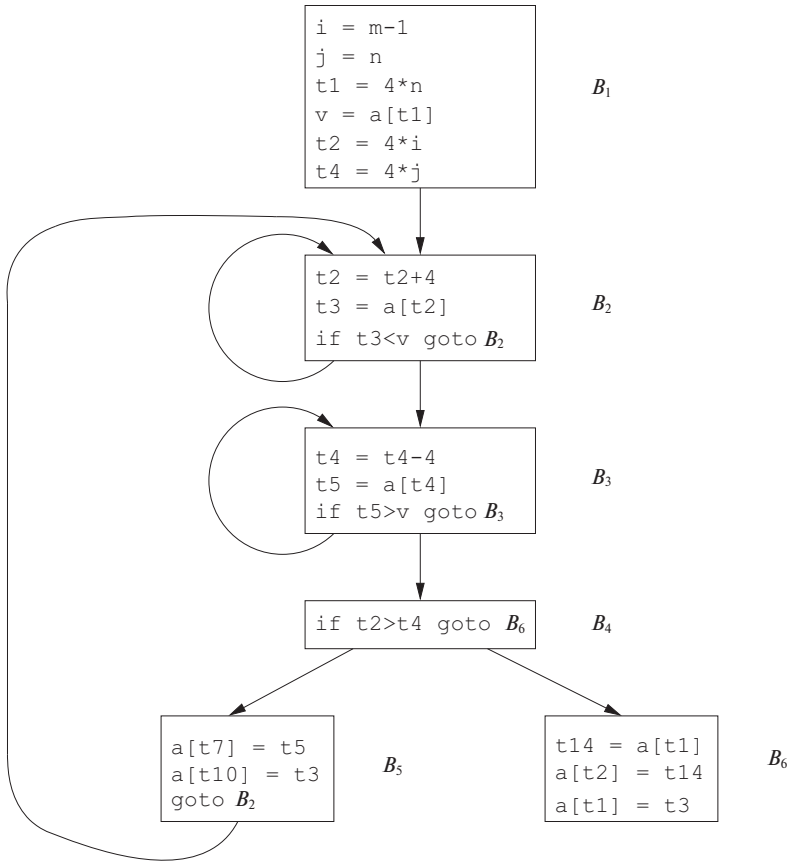 i = m-1
j = n
t1 = 4*n
v = a[t1]
t2 = 4*i
t4 = 4*j
B1
t2 = t2+4
t3 = a[t2]
if t3<v goto B2
B2
t4 = t4-4
t5 = a[t4]
if t5>v goto B3
B3
if t2>t4 goto B6
B4
a[t7] = t5
a[t10] = t3
goto B2
B5
t14 = a[t1]
a[t2] = t14
a[t1] = t3
B6